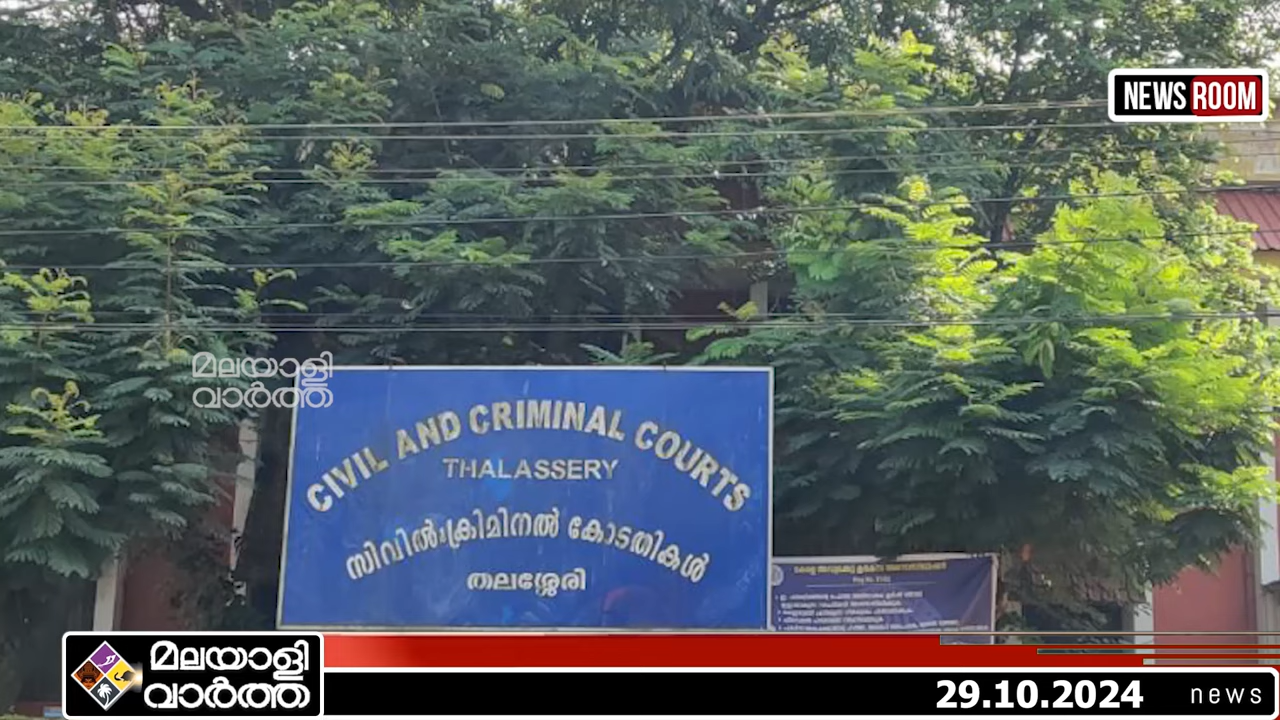 NEWS ROOM
മലയാളി
വാർത്ത
CIVIL AND CRIMINAL COURTS
THALASSERY
സിവിൽ&ക്രിമിനൽ കോടതികൾ
തലശ്ശേരി
മലയാളി
വാർത്ത
29.10.2024
news